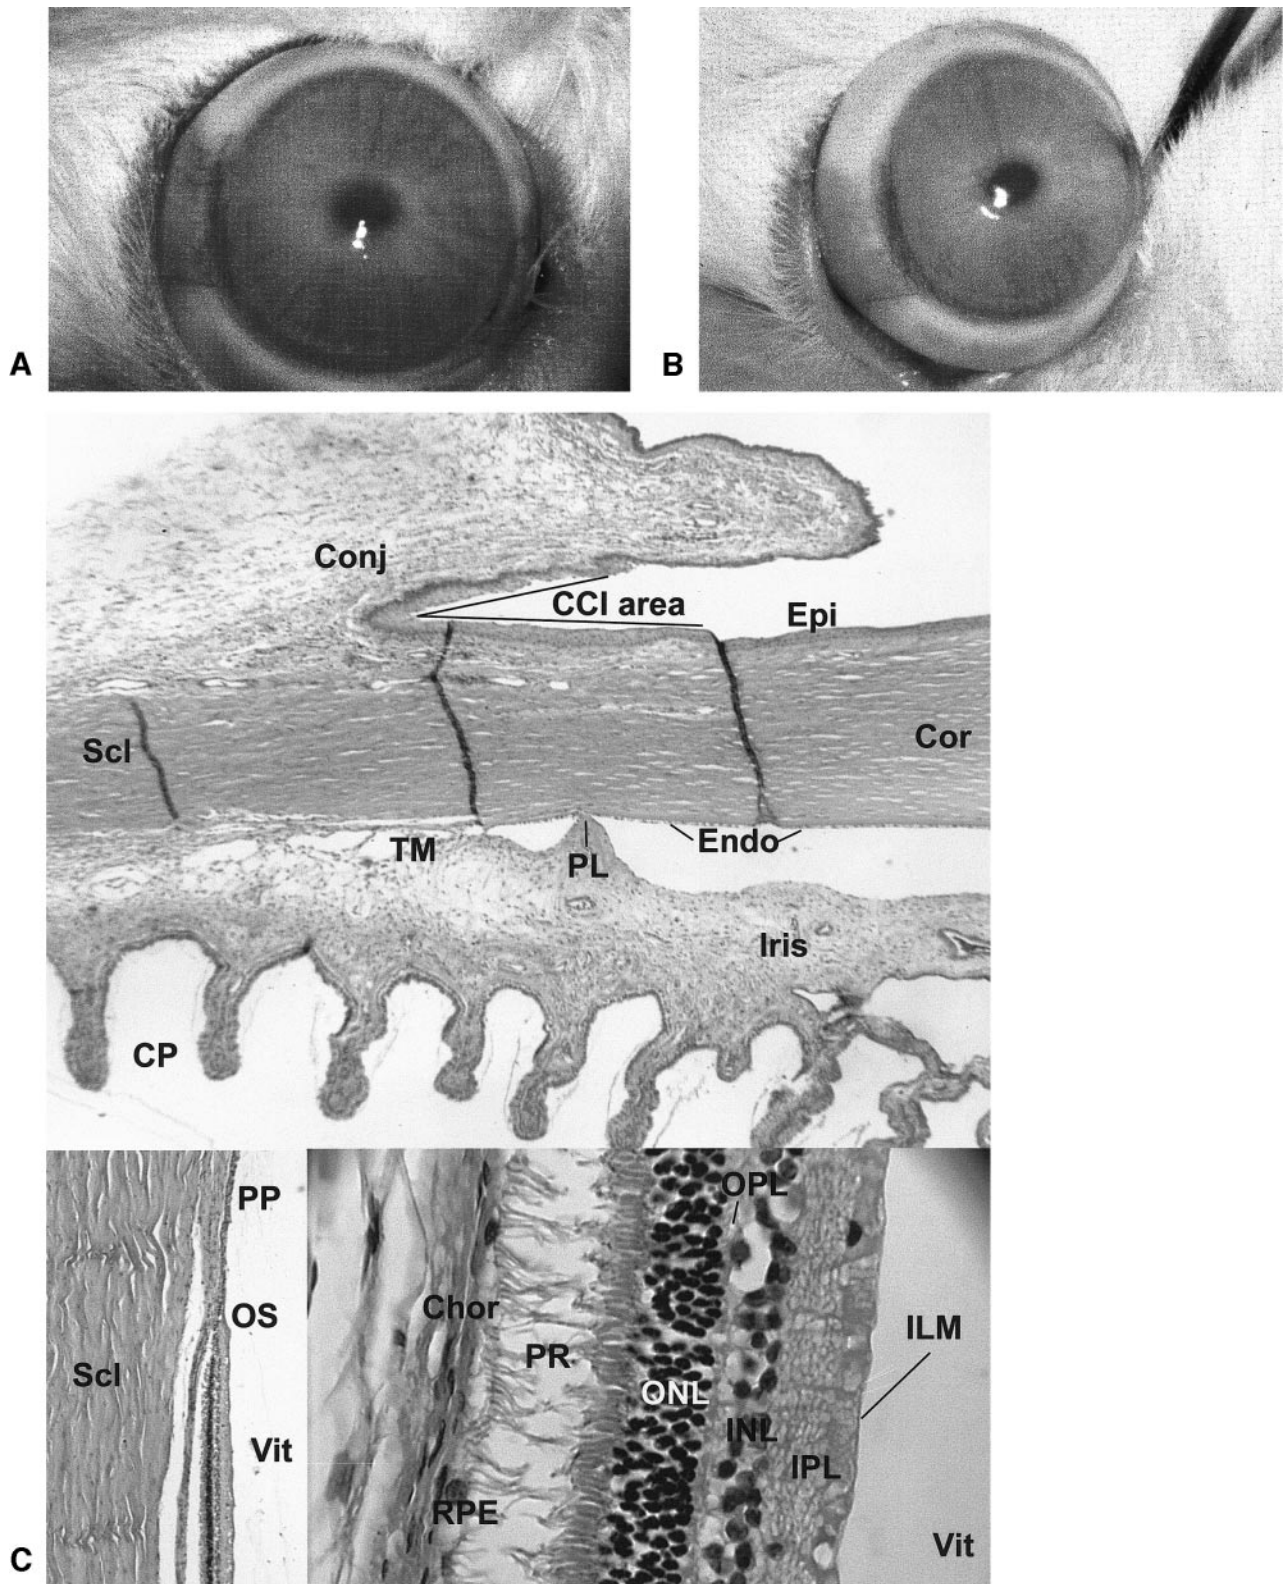 A
B
Conj
CCI area
Epi
Scl
Cor
TM
PL
Endo
Iris
CP
PP
OPL
OS
Chor
PR
ILM
Scl
ONL
INL
Vit
IPL
RPE
Vit
C